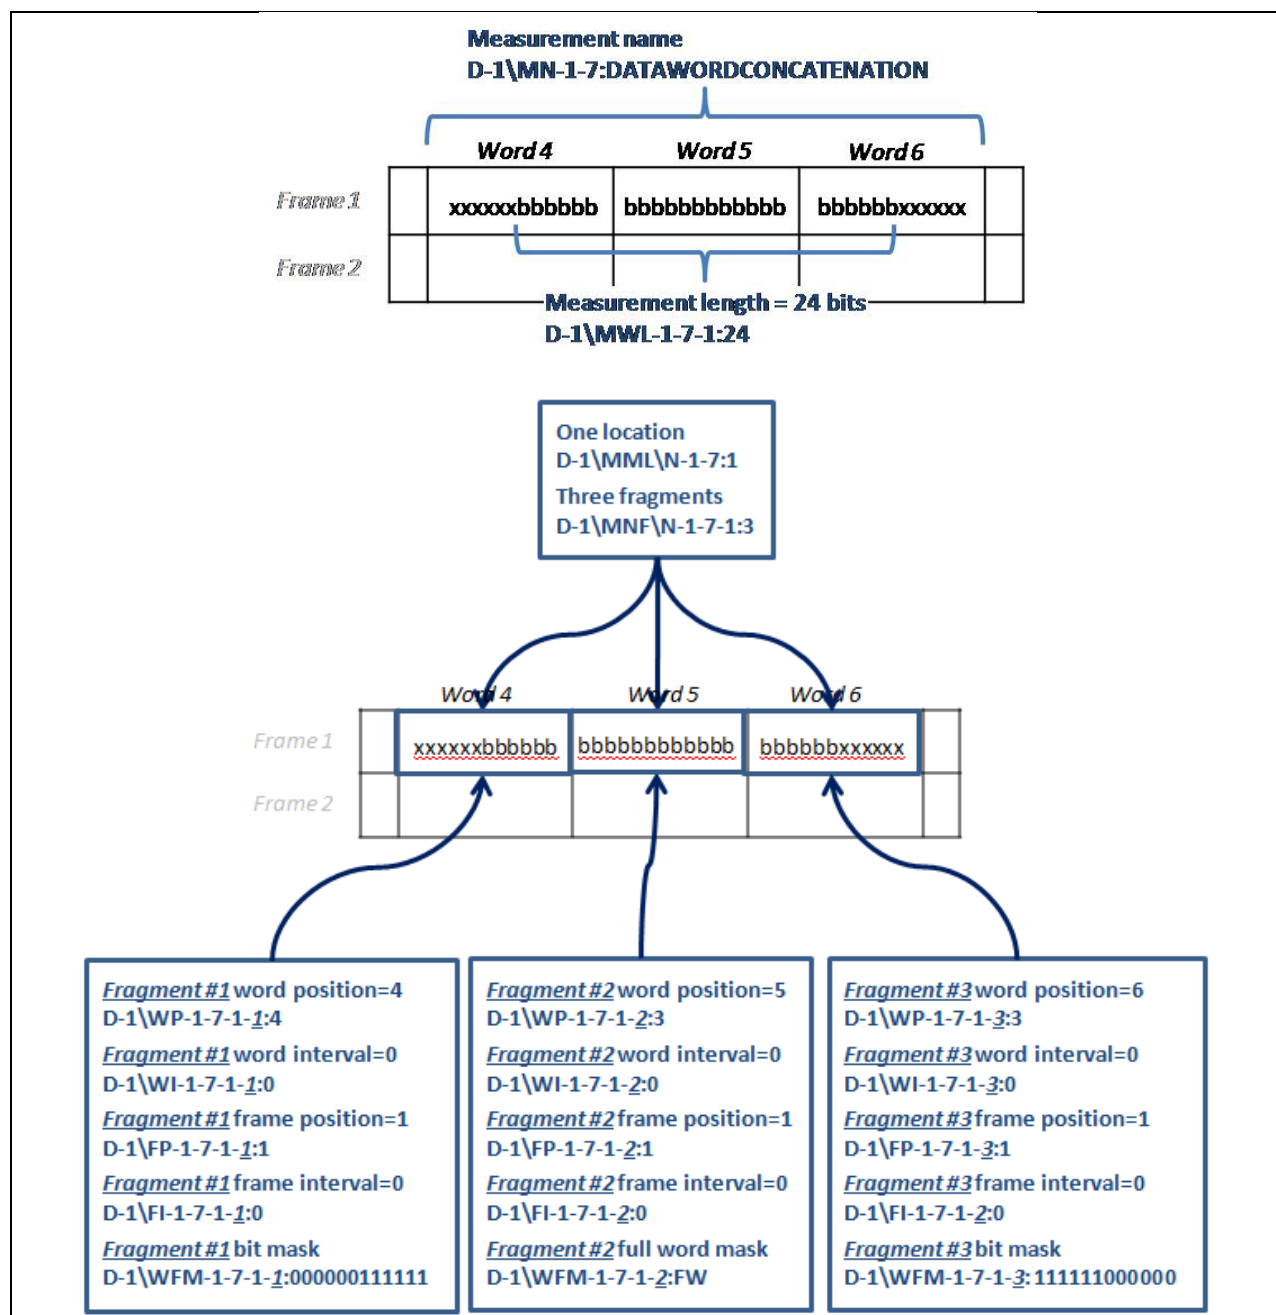 Measurement name
D-1\MN-1-7:DATAWORDCONCATENATION
Word 4 Word 5 Word 6
Frame 1 xxxxxxbbbbbb bbbbbbbbbbbb bbbbbbxxxxxx
Frame 2
Measurement length = 24 bits
D-1\MWL-1-7-1:24
One location
D-1\MML\N-1-7:1
Three fragments
D-1\MNF\N-1-7-1:3
Word 4 Word 5 Word 6
Frame 1 xxxxxxbbbbbb bbbbbbbbbbbb bbbbbbxxxxxx
Frame 2
Fragment #1 word position=4
D-1\WP-1-7-1-1:4
Fragment #1 word interval=0
D-1\WI-1-7-1-1:0
Fragment #1 frame position=1
D-1\FP-1-7-1-1:1
Fragment #1 frame interval=0
D-1\FI-1-7-1-1:0
Fragment #1 bit mask
D-1\WFM-1-7-1-1:000000111111
Fragment #2 word position=5
D-1\WP-1-7-1-2:3
Fragment #2 word interval=0
D-1\WI-1-7-1-2:0
Fragment #2 frame position=1
D-1\FP-1-7-1-2:1
Fragment #2 frame interval=0
D-1\FI-1-7-1-2:0
Fragment #2 full word mask
D-1\WFM-1-7-1-2:FW
Fragment #3 word position=6
D-1\WP-1-7-1-3:3
Fragment #3 word interval=0
D-1\WI-1-7-1-3:0
Fragment #3 frame position=1
D-1\FP-1-7-1-3:1
Fragment #3 frame interval=0
D-1\FI-1-7-1-2:0
Fragment #3 bit mask
D-1\WFM-1-7-1-3:111111000000